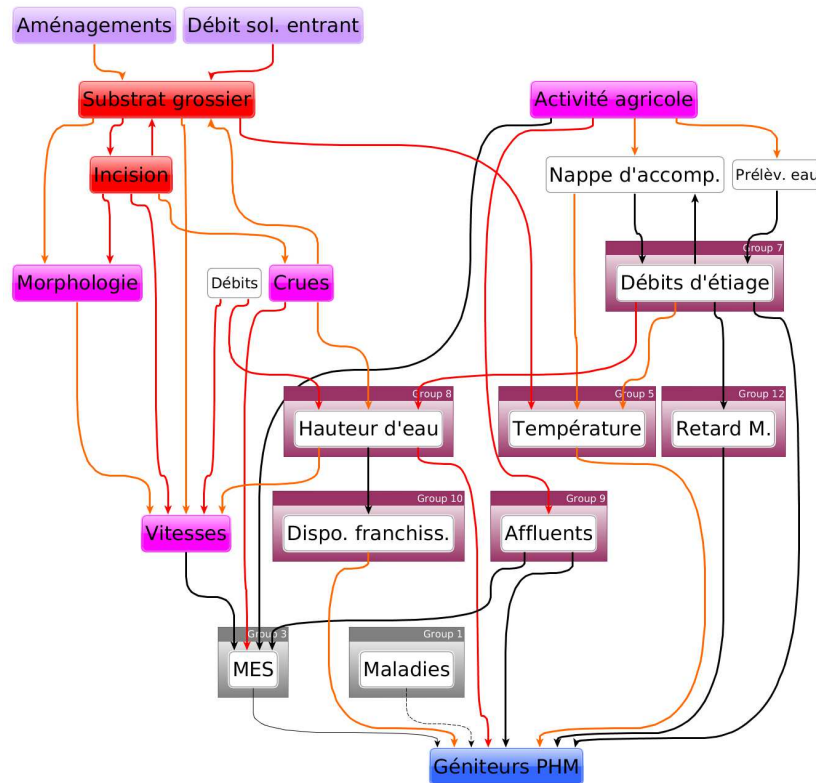 Aménagements
Débit sol. entrant
Substrat grossier
Activité agricole
Incision
Nappe d'accomp.
Prélèv. eau
Group 7
Morphologie
Débits
Crues
Débits d'étiage
Group 8
Group 5
Group 12
Hauteur d'eau
Température
Retard M.
Group 10
Group 9
Vitesses
Dispo. franchiss.
Affluents
Group 3
Group 1
MES
Maladies
Géniteurs PHM